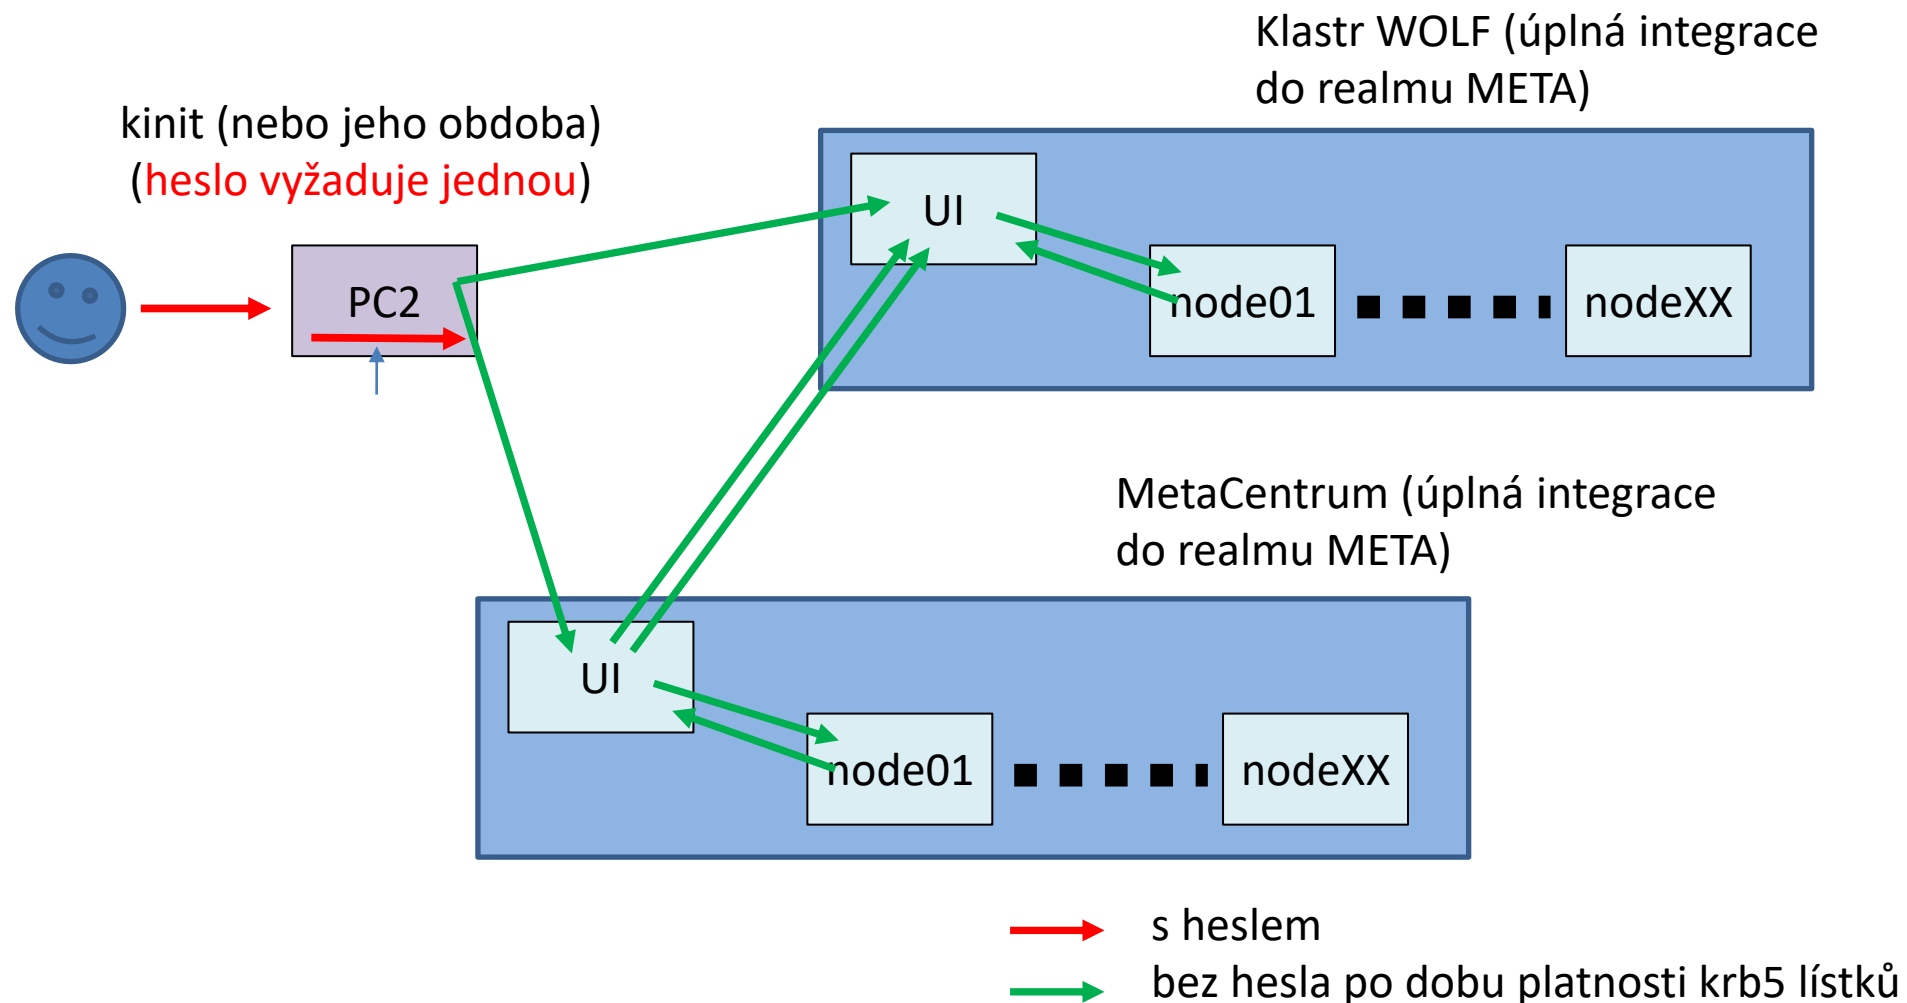 Klastr WOLF (úplná integrace
do realmu META)
kinit (nebo jeho obdoba)
(heslo vyžaduje jednou)
UI
PC2
node01
nodeXX
MetaCentrum (úplná integrace
do realmu META)
UI
node01
nodeXX
s heslem
bez hesla po dobu platnosti krb5 lístků